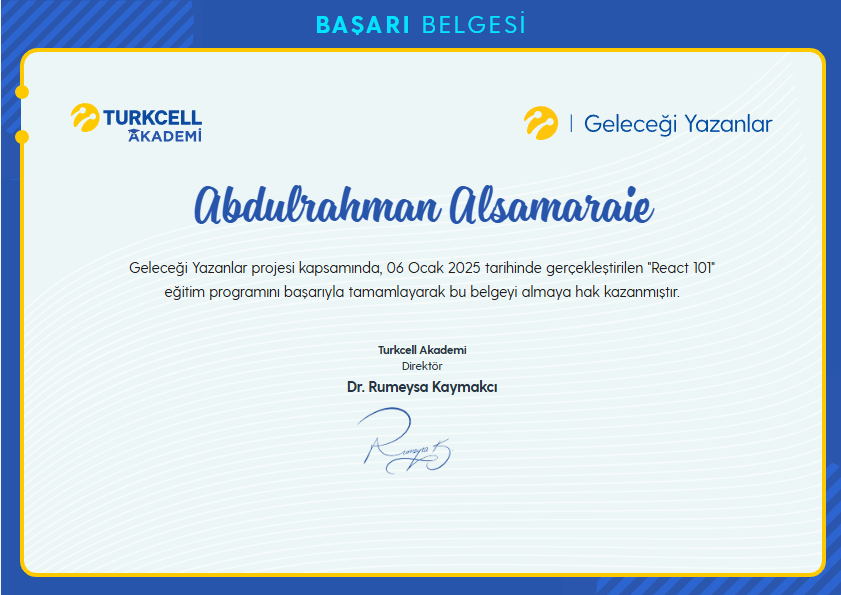 BAŞARI BELGESİ
TURKCELL
AKADEMİ
| Geleceği Yazanlar
Abdulrahman Alsamaraie
Geleceği Yazanlar projesi kapsamında, 06 Ocak 2025 tarihinde gerçekleştirilen "React 101"
eğitim programını başarıyla tamamlayarak bu belgeyi almaya hak kazanmıştır.
Turkcell Akademi
Direktör
Dr. Rumeysa Kaymakcı
Rumeysa K